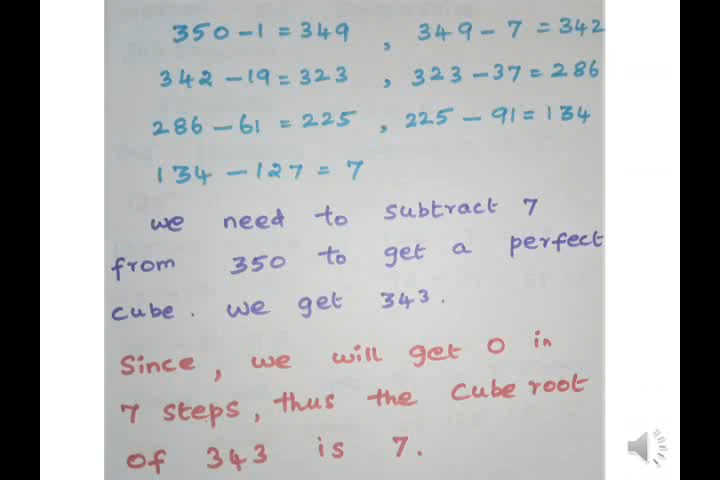 350 - 1 = 349 , 349 - 7 = 342
342 - 19 = 323 , 323 - 37 = 286
286 - 61 = 225 , 225 - 91 = 134
134 - 127 = 7
we need to subtract 7
from 350 to get a perfect
cube. we get 343.
Since, we will get 0 in
7 steps, thus the cube root
of 343 is 7.